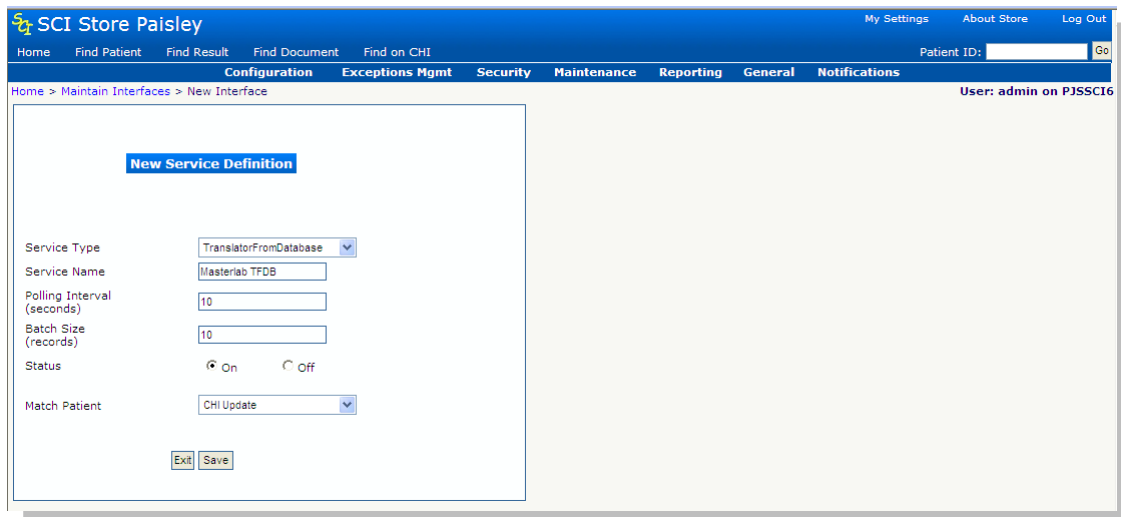 SCI SCI Store Paisley
My Settings About Store Log Out
Home Find Patient Find Result Find Document Find on CHI Patient ID: Go
Configuration Exceptions Mgmt Security Maintenance Reporting General Notifications
Home > Maintain Interfaces > New Interface User: admin on PJSSCI6
New Service Definition
Service Type TranslatorFromDatabase
Service Name Masterlab TFDB
Polling Interval
(seconds) 10
Batch Size
(records) 10
Status On Off
Match Patient CHI Update
Exit Save